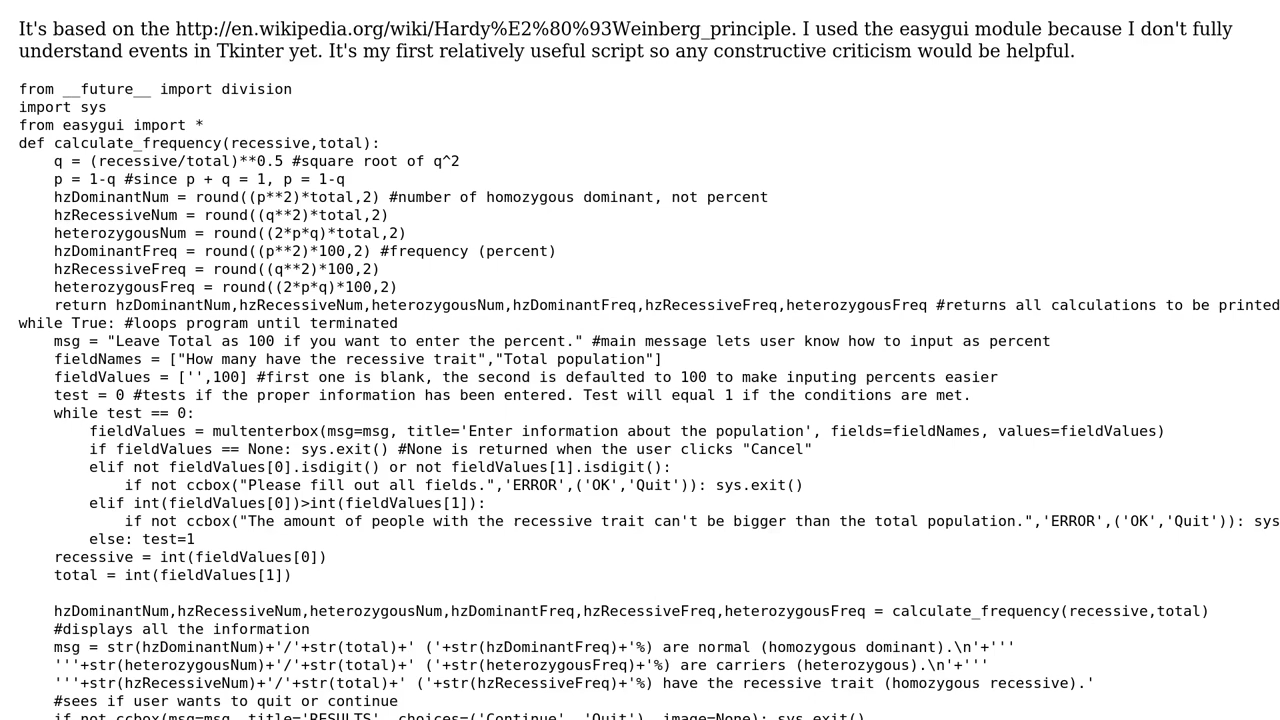 It's based on the http://en.wikipedia.org/wiki/Hardy%E2%80%93Weinberg_principle. I used the easygui module because I don't fully
understand events in Tkinter yet. It's my first relatively useful script so any constructive criticism would be helpful.
from __future__ import division
import sys
from easygui import *
def calculate_frequency(recessive,total):
    q = (recessive/total)**0.5 #square root of q^2
    p = 1-q #since p + q = 1, p = 1-q
    hzDominantNum = round((p**2)*total,2) #number of homozygous dominant, not percent
    hzRecessiveNum = round((q**2)*total,2)
    heterozygousNum = round((2*p*q)*total,2)
    hzDominantFreq = round((p**2)*100,2) #frequency (percent)
    hzRecessiveFreq = round((q**2)*100,2)
    heterozygousFreq = round((2*p*q)*100,2)
    return hzDominantNum,hzRecessiveNum,heterozygousNum,hzDominantFreq,hzRecessiveFreq,heterozygousFreq #returns all calculations to be printed
while True: #loops program until terminated
    msg = "Leave Total as 100 if you want to enter the percent." #main message lets user know how to input as percent
    fieldNames = ["How many have the recessive trait","Total population"]
    fieldValues = ['',100] #first one is blank, the second is defaulted to 100 to make inputing percents easier
    test = 0 #tests if the proper information has been entered. Test will equal 1 if the conditions are met.
    while test == 0:
        fieldValues = multenterbox(msg=msg, title='Enter information about the population', fields=fieldNames, values=fieldValues)
        if fieldValues == None: sys.exit() #None is returned when the user clicks "Cancel"
        elif not fieldValues[0].isdigit() or not fieldValues[1].isdigit():
            if not ccbox("Please fill out all fields.",'ERROR',('OK','Quit')): sys.exit()
        elif int(fieldValues[0])>int(fieldValues[1]):
            if not ccbox("The amount of people with the recessive trait can't be bigger than the total population.",'ERROR',('OK','Quit')): sys
        else: test=1
    recessive = int(fieldValues[0])
    total = int(fieldValues[1])
    hzDominantNum,hzRecessiveNum,heterozygousNum,hzDominantFreq,hzRecessiveFreq,heterozygousFreq = calculate_frequency(recessive,total)
    #displays all the information
    msg = str(hzDominantNum)+'/'+str(total)+' ('+str(hzDominantFreq)+'%) are normal (homozygous dominant).\n'+'''
    '''+str(heterozygousNum)+'/'+str(total)+' ('+str(heterozygousFreq)+'%) are carriers (heterozygous).\n'+'''
    '''+str(hzRecessiveNum)+'/'+str(total)+' ('+str(hzRecessiveFreq)+'%) have the recessive trait (homozygous recessive).'
    #sees if user wants to quit or continue
    if not ccbox(msg=msg, title='RESULTS', choices=('Continue', 'Quit'), image=None): sys.exit()